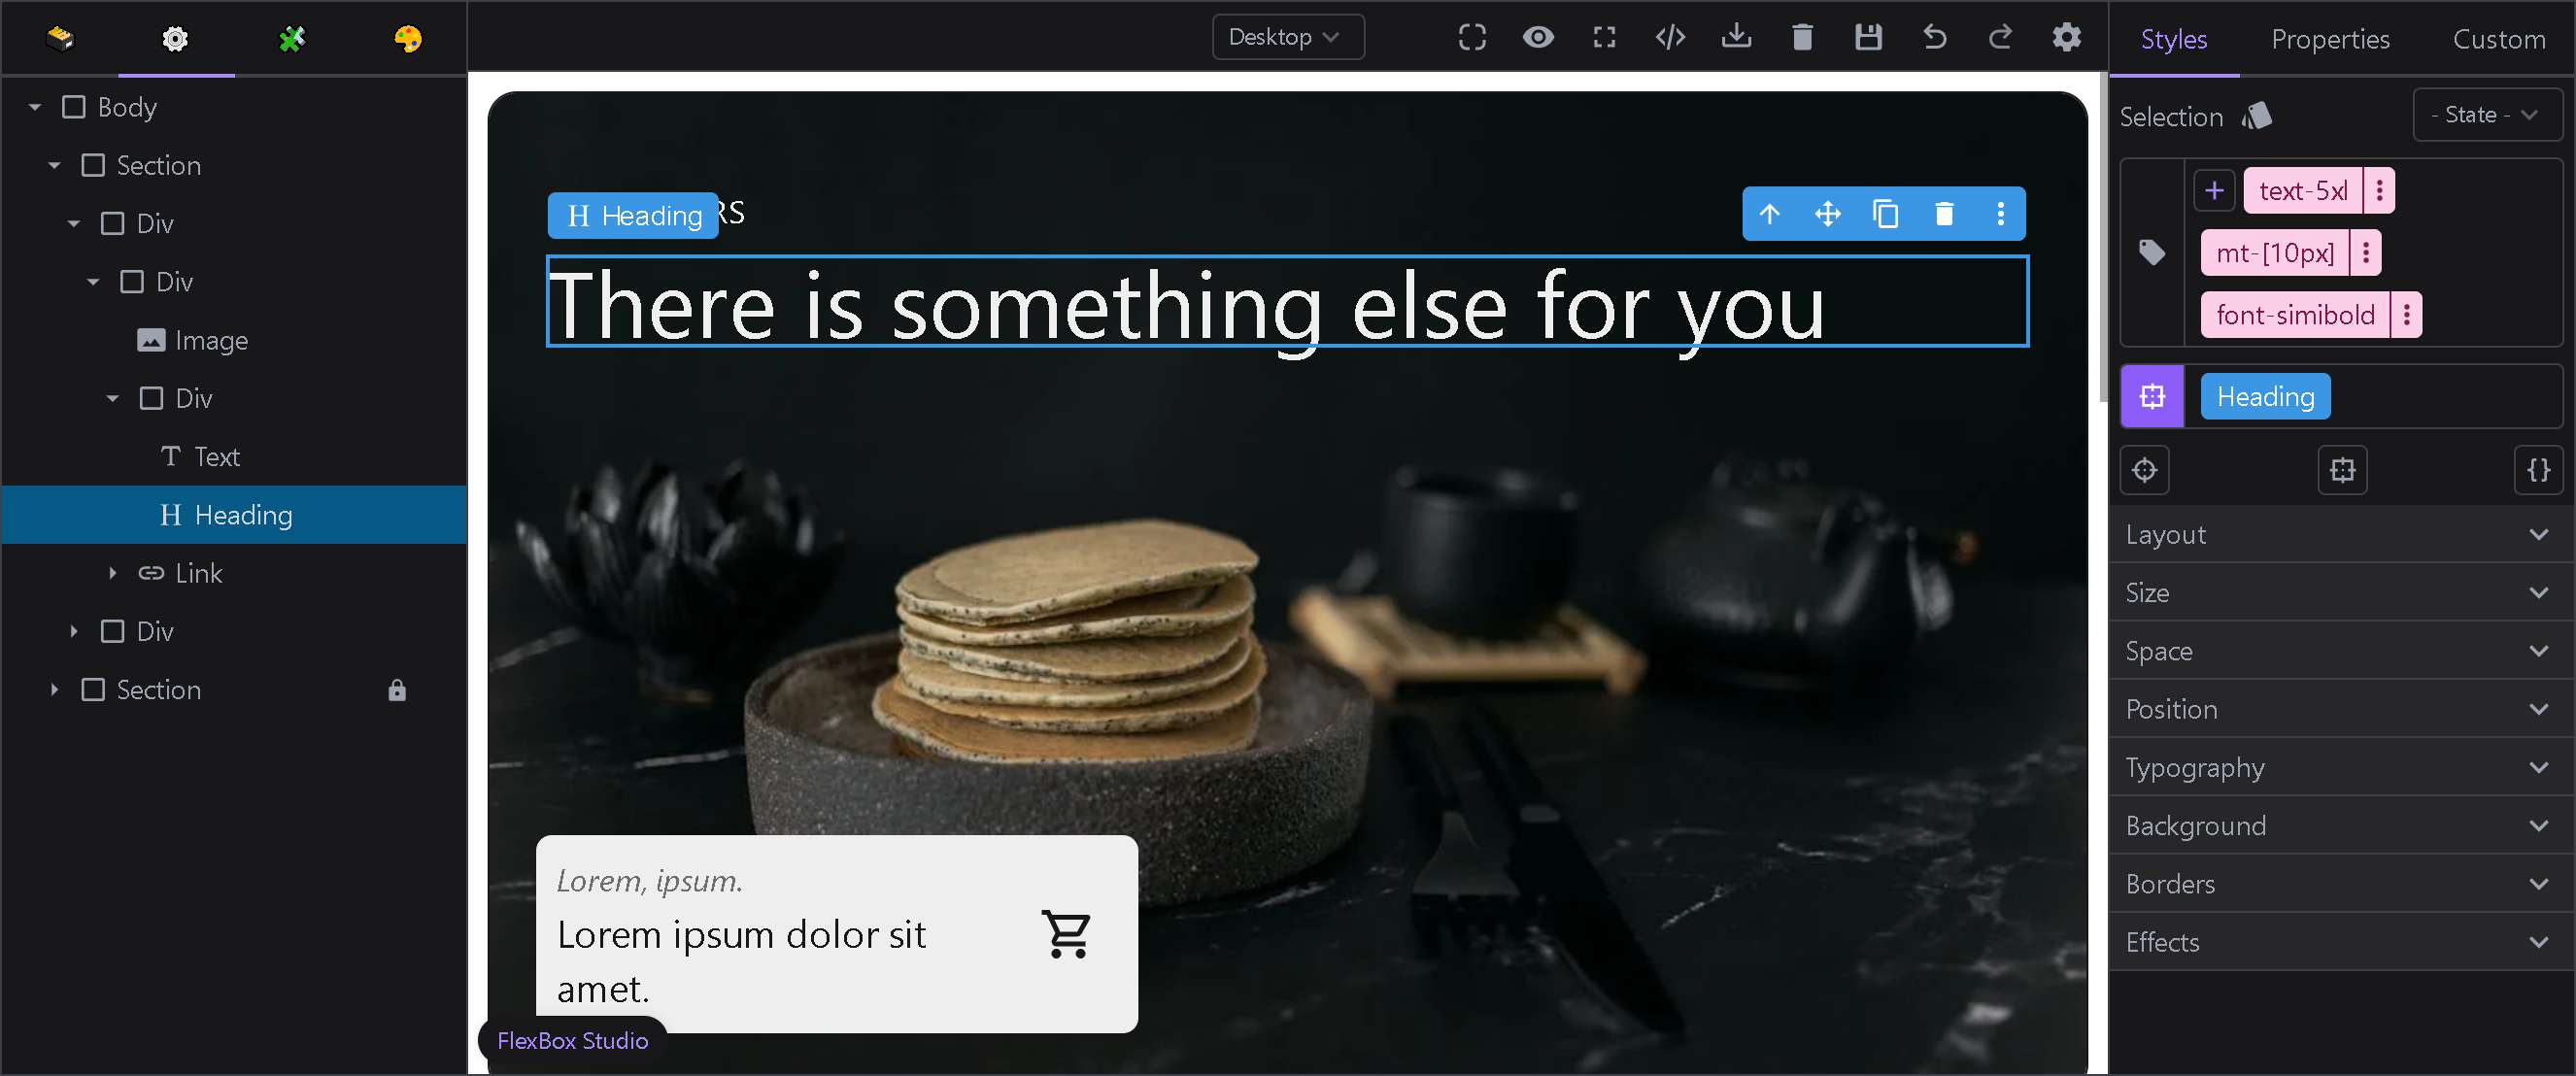 Desktop
Styles
Properties
Custom
Body
Section
Div
Div
Image
Div
Text
Heading
Link
Div
Section
Heading
RS
There is something else for you
Lorem, ipsum.
Lorem ipsum dolor sit
amet.
FlexBox Studio
Selection
- State -
text-5xl
mt-[10px]
font-simibold
Heading
Layout
Size
Space
Position
Typography
Background
Borders
Effects